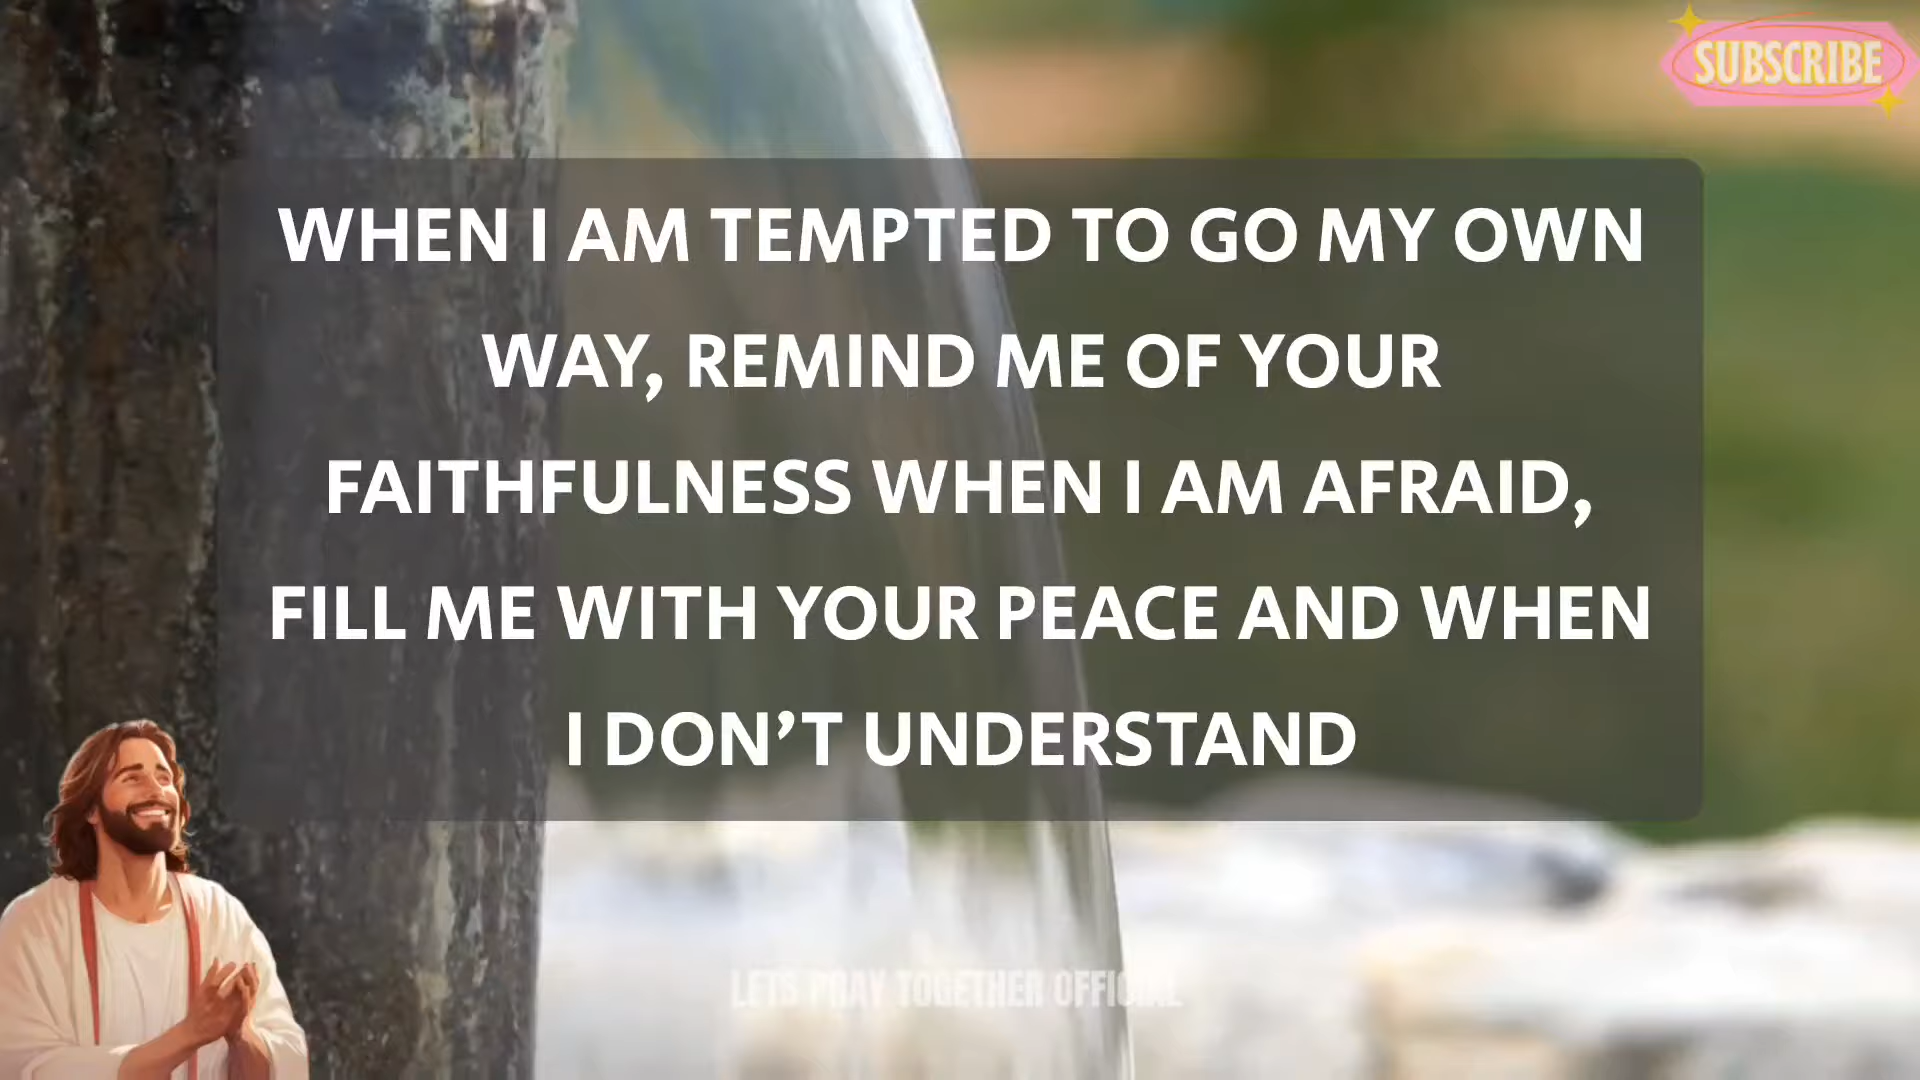 SUBSCRIBE
WHEN I AM TEMPTED TO GO MY OWN
WAY, REMIND ME OF YOUR
FAITHFULNESS WHEN I AM AFRAID,
FILL ME WITH YOUR PEACE AND WHEN
I DON’T UNDERSTAND
LETS PRAY TOGETHER OFFICIAL